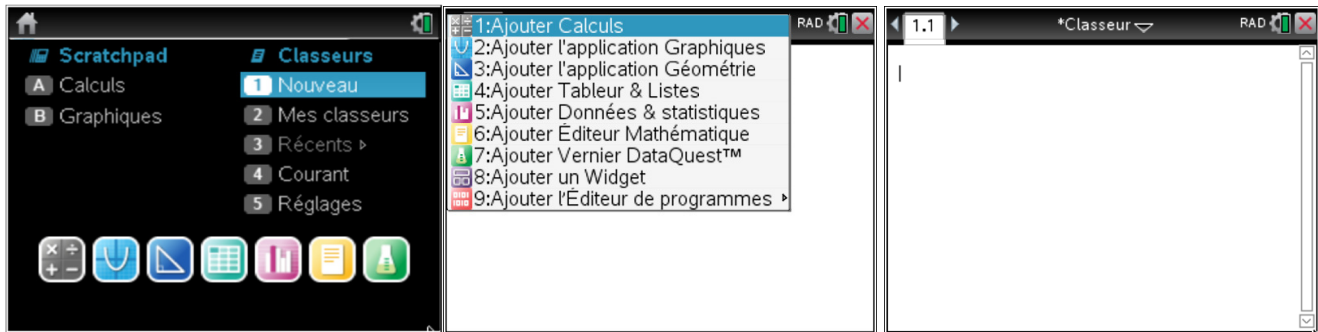 Scratchpad
A Calculs
B Graphiques
Classeurs
1 Nouveau
2 Mes classeurs
3 Récents ▸
4 Courant
5 Réglages
1:Ajouter Calculs
2:Ajouter l'application Graphiques
3:Ajouter l'application Géométrie
4:Ajouter Tableur & Listes
5:Ajouter Données & statistiques
6:Ajouter Éditeur Mathématique
7:Ajouter Vernier DataQuest™
8:Ajouter un Widget
9:Ajouter l'Éditeur de programmes ▸
RAD
1.1 *Classeur RAD